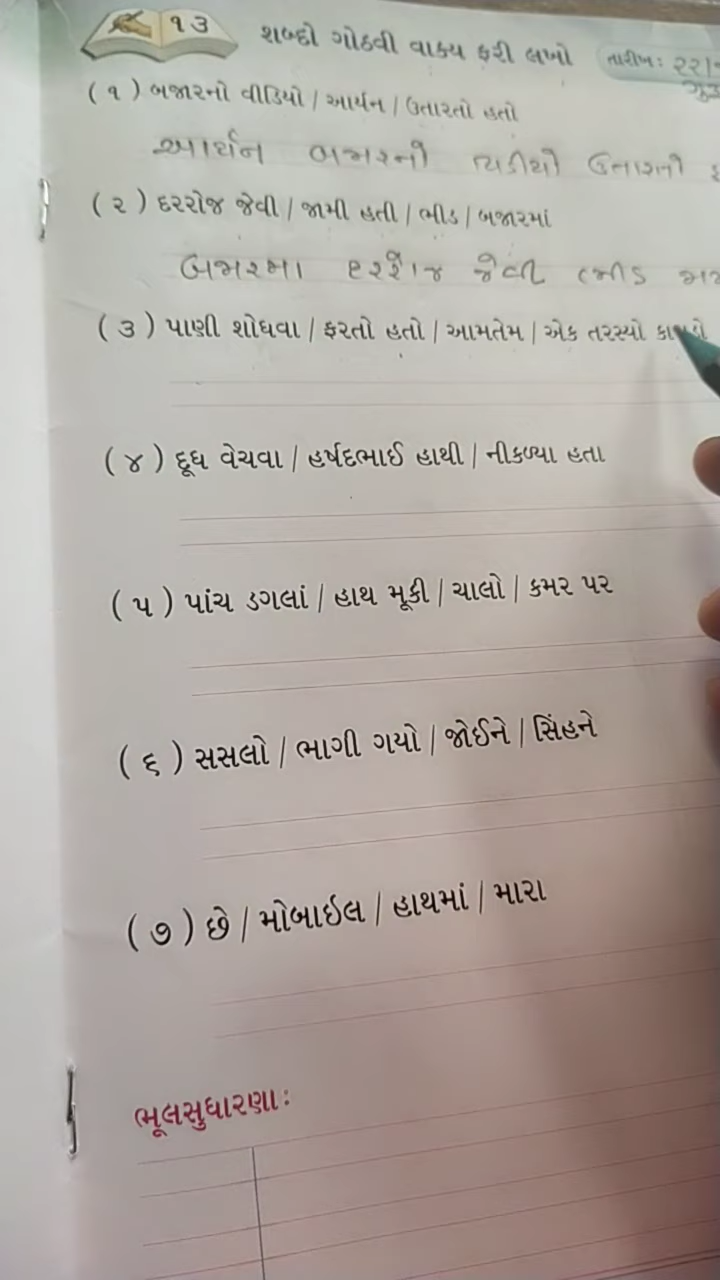 ૧૩ શબ્દો ગોઠવી વાક્ય ફરી લખો તારીખઃ ૨૨/
(૧) બજારનો વીડિયો / આર્યન / ઉતારતો હતો
આર્યન બજારનો વિડીયો ઉતારતો
(૨) દરરોજ જેવી / જામી હતી / ભીડ / બજારમાં
બજારમા દરરોજ જેવી ભીડ
(૩) પાણી શોધવા / ફરતો હતો / આમતેમ / એક તરસ્યો
(૪) દૂધ વેચવા / હર્ષદભાઈ હાથી / નીકળ્યા હતા
(૫) પાંચ ડગલાં / હાથ મૂકી / ચાલો / કમર પર
(૬) સસલો / ભાગી ગયો / જોઈને / સિંહને
(૭) છે / મોબાઇલ / હાથમાં / મારા
ભૂલસુધારણાઃ